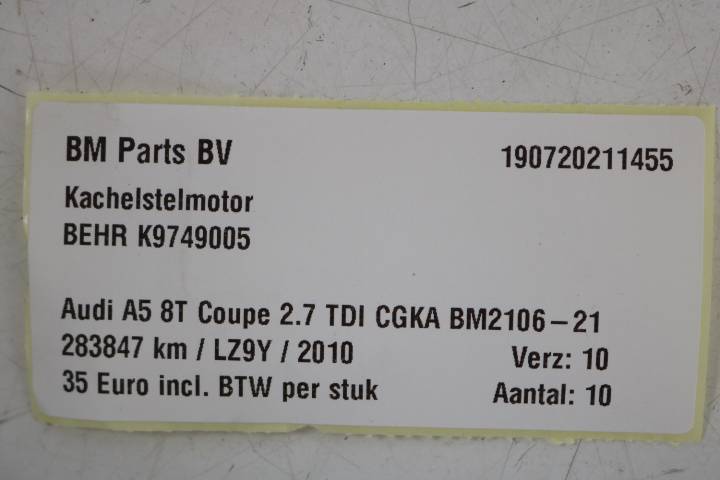 BM Parts BV 190720211455
Kachelstelmotor
BEHR K9749005
Audi A5 8T Coupe 2.7 TDI CGKA BM2106-21
283847 km / LZ9Y / 2010 Verz: 10
35 Euro incl. BTW per stuk Aantal: 10